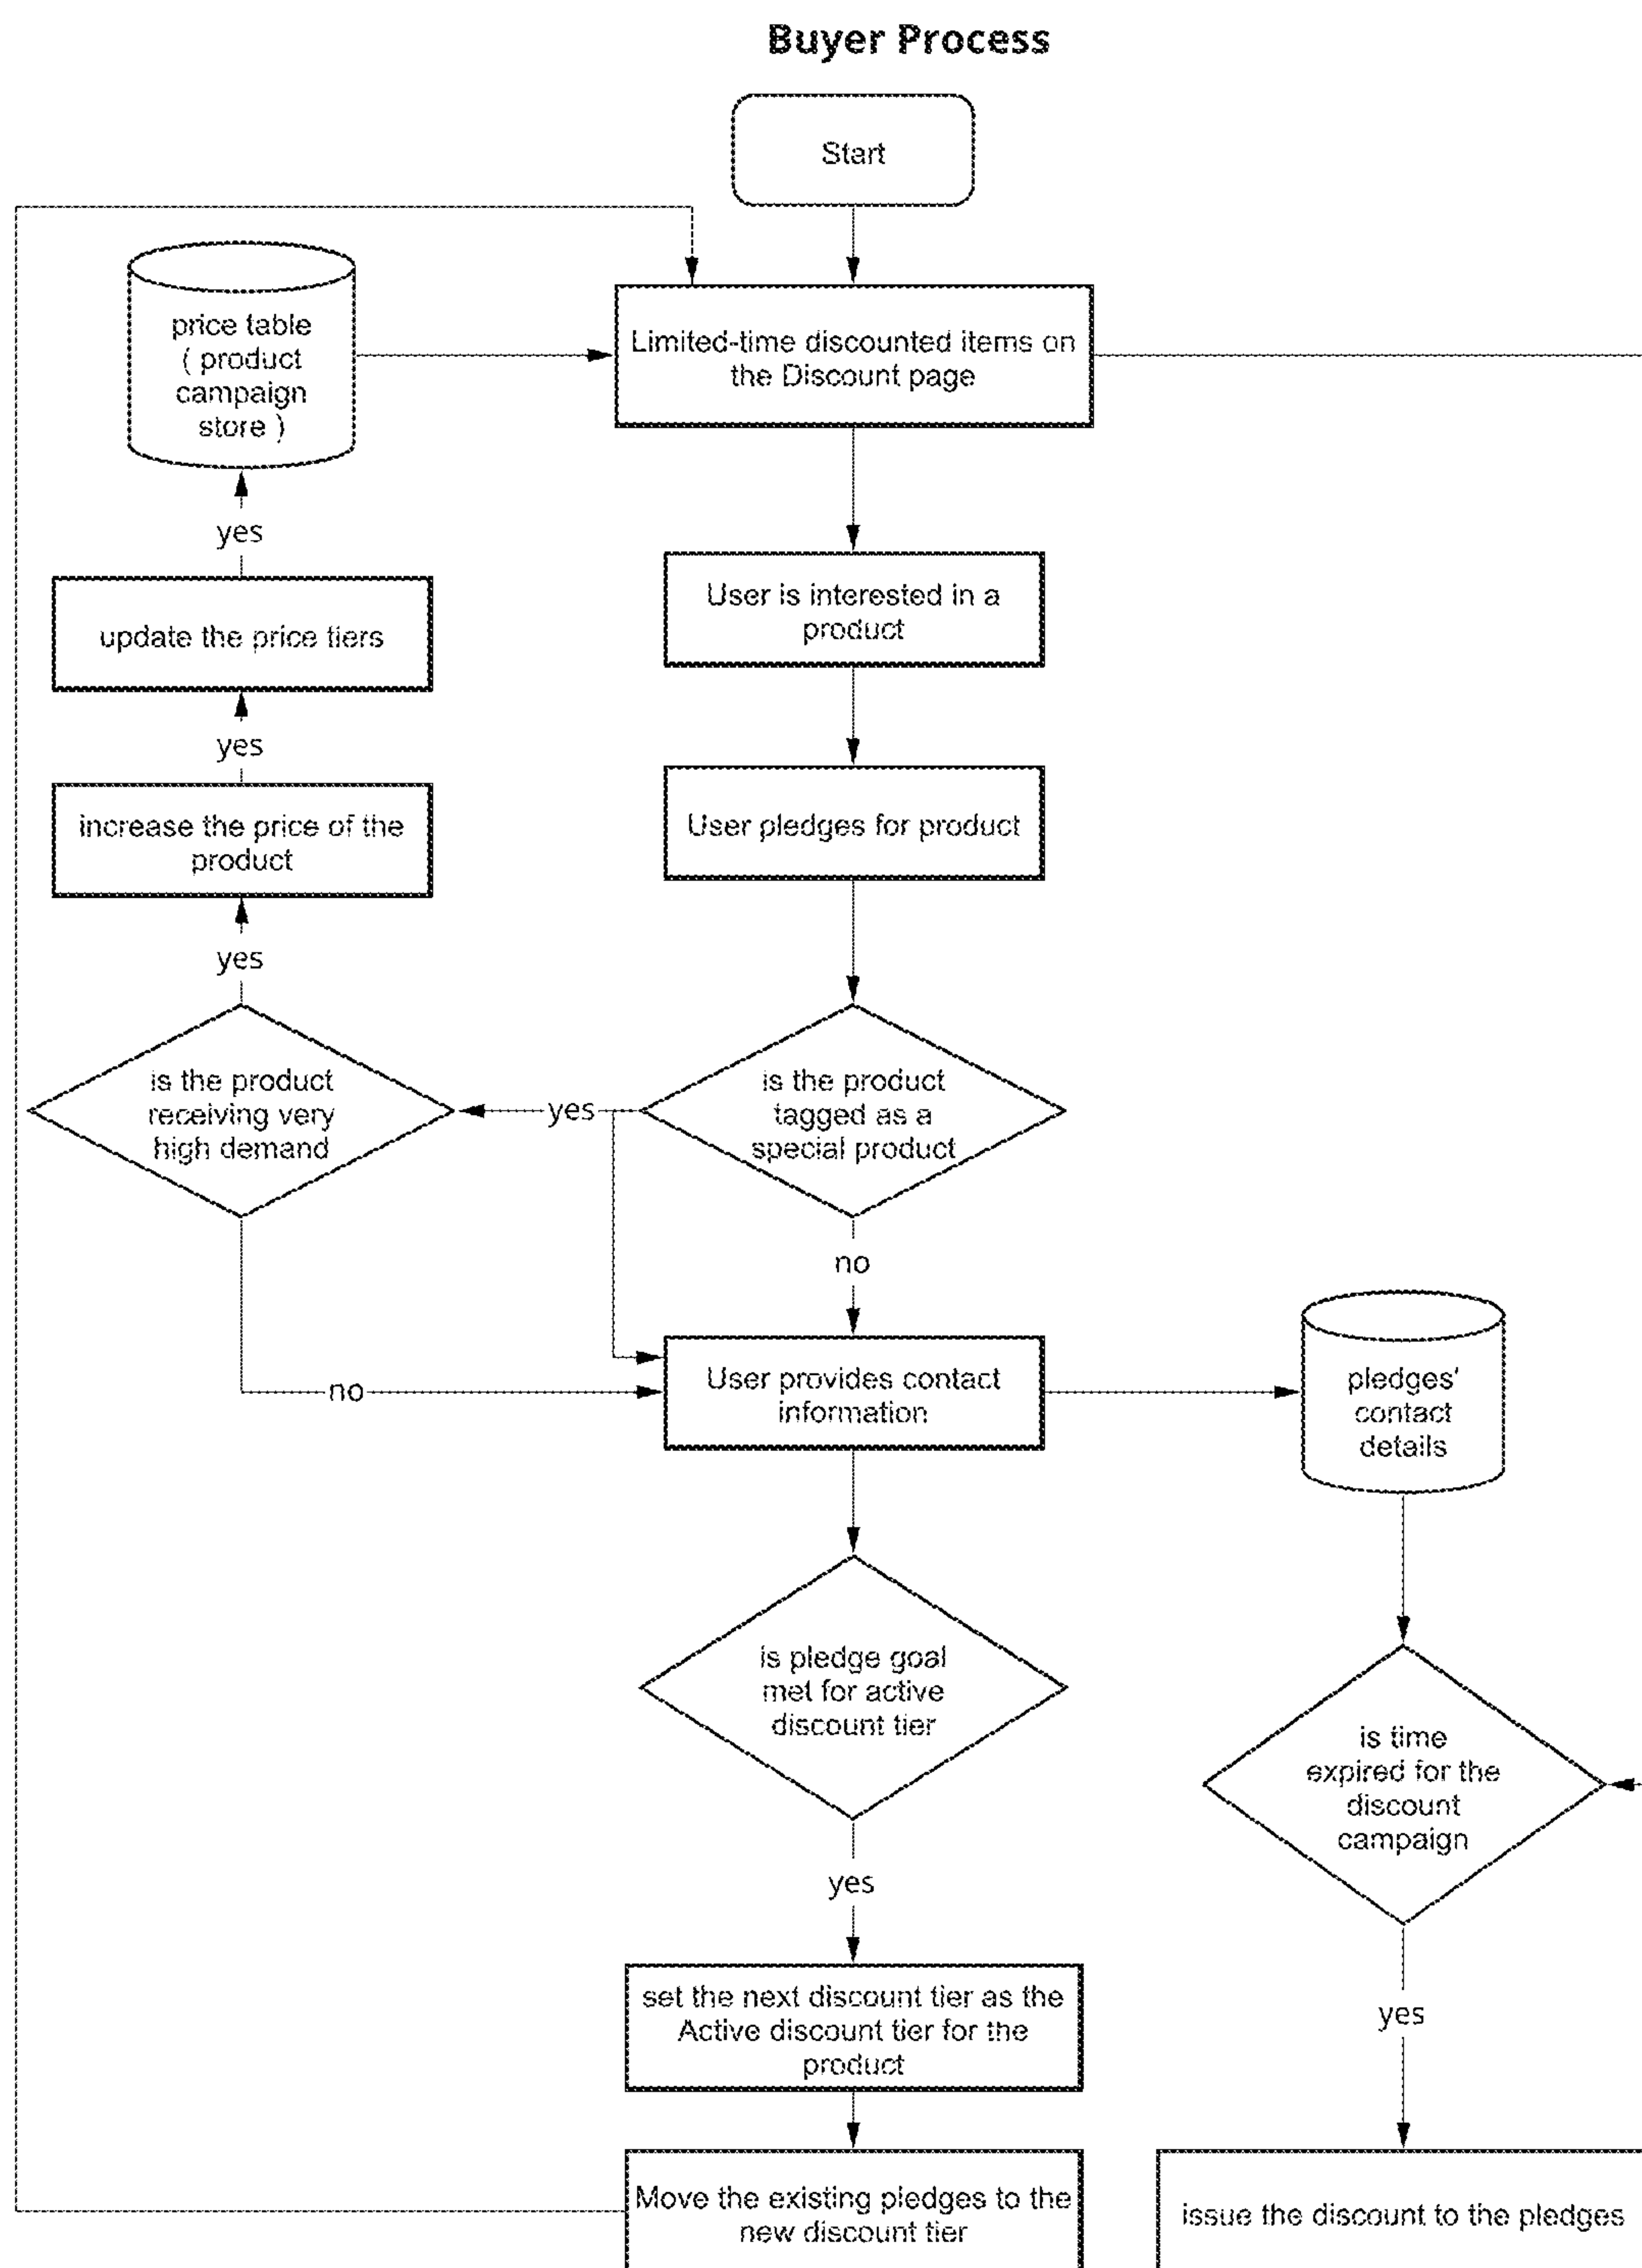 Buyer Process
Start
price table
( product
campaign
store )
Limited-time discounted items on
the Discount page
yes
update the price tiers
User is interested in a
product
yes
increase the price of the
product
User pledges for product
yes
is the product
receiving very
high demand
yes
is the product
tagged as a
special product
no
no
User provides contact
information
pledges'
contact
details
is pledge goal
met for active
discount tier
is time
expired for the
discount
campaign
yes
set the next discount tier as the
Active discount tier for the
product
yes
Move the existing pledges to the
new discount tier
issue the discount to the pledges